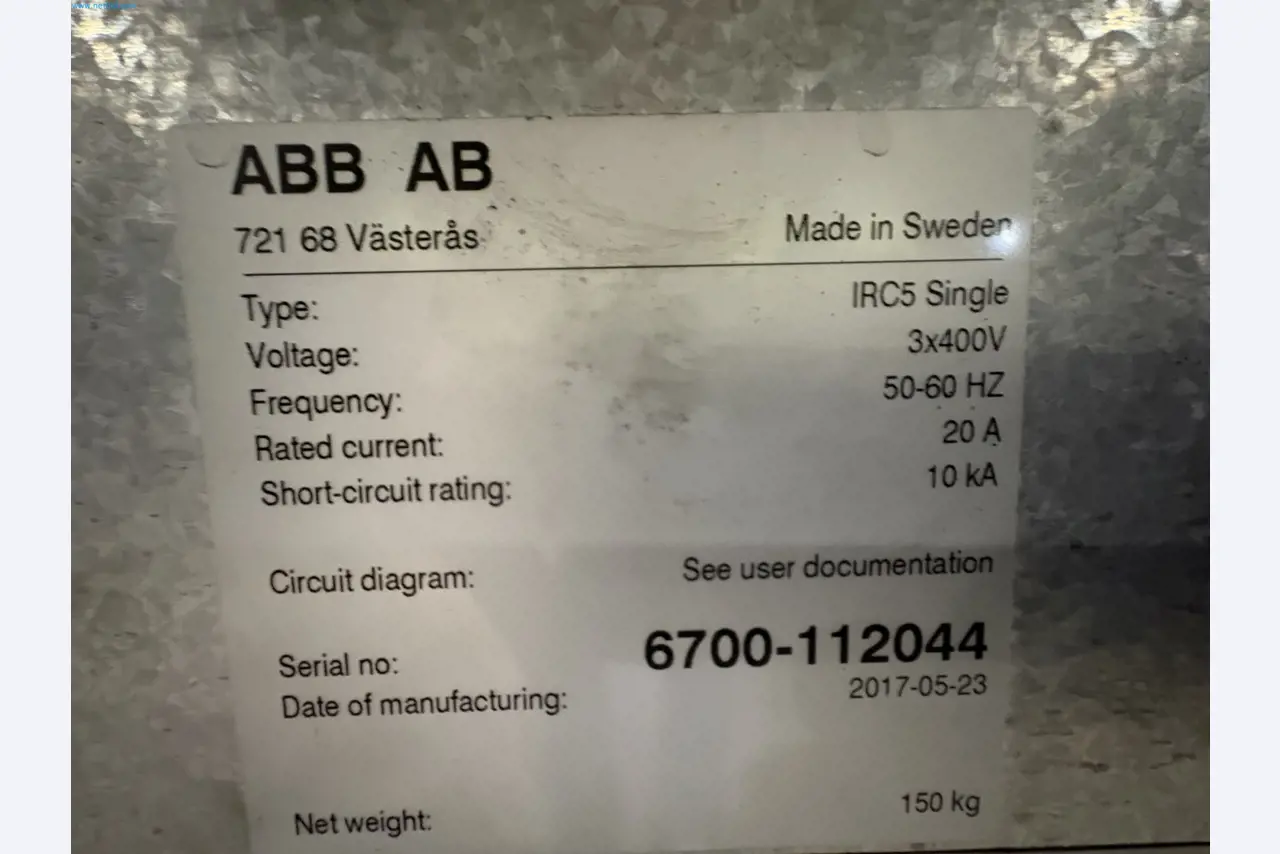 ABB AB
721 68 Västerås Made in Sweden
Type: IRC5 Single
Voltage: 3x400V
Frequency: 50-60 HZ
Rated current: 20 A
Short-circuit rating: 10 kA
Circuit diagram: See user documentation
Serial no: 6700-112044
Date of manufacturing: 2017-05-23
Net weight: 150 kg